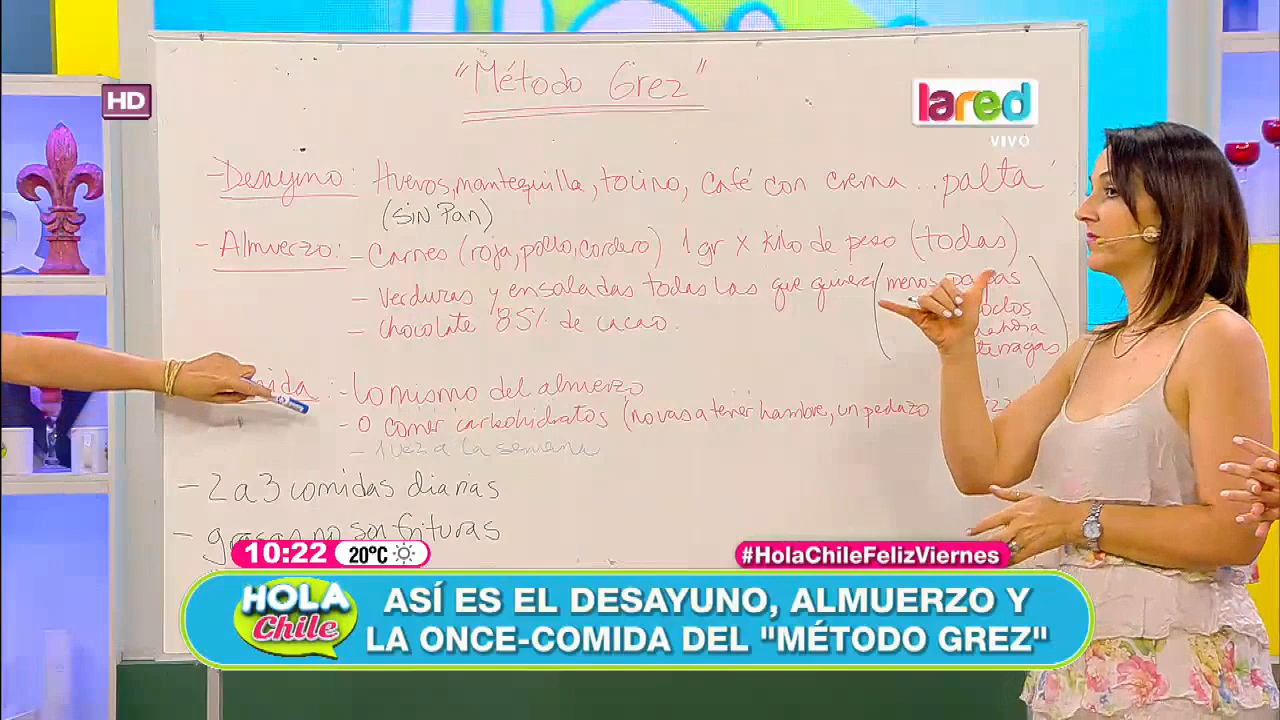 "Método Grez"
HD
lared
VIVO
- Desayuno: Huevos, mantequilla, tocino, café con crema... palta
(Sin Pan)
- Almuerzo: - Carnes (roja, pollo, cordero) 1gr x kilo de peso (todas)
- Verduras y ensaladas todas las que quiera (menos papas
- Chocolate 85% de cacao.
- Lo mismo del almuerzo
- O comer carbohidratos (no vas a tener hambre, un pedazo
- 1 vez a la semana
- 2 a 3 comidas diarias
- grasas no son frituras
10:22 20°C
#HolaChileFelizViernes
HOLA Chile
ASÍ ES EL DESAYUNO, ALMUERZO Y
LA ONCE-COMIDA DEL "MÉTODO GREZ"